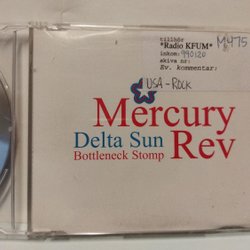 tillhör
*Radio KFUM*
inkom: 990120
skiva nr:
Ev. kommentar:
M475
USA-ROCK
Mercury
Delta Sun
Bottleneck Stomp
Rev